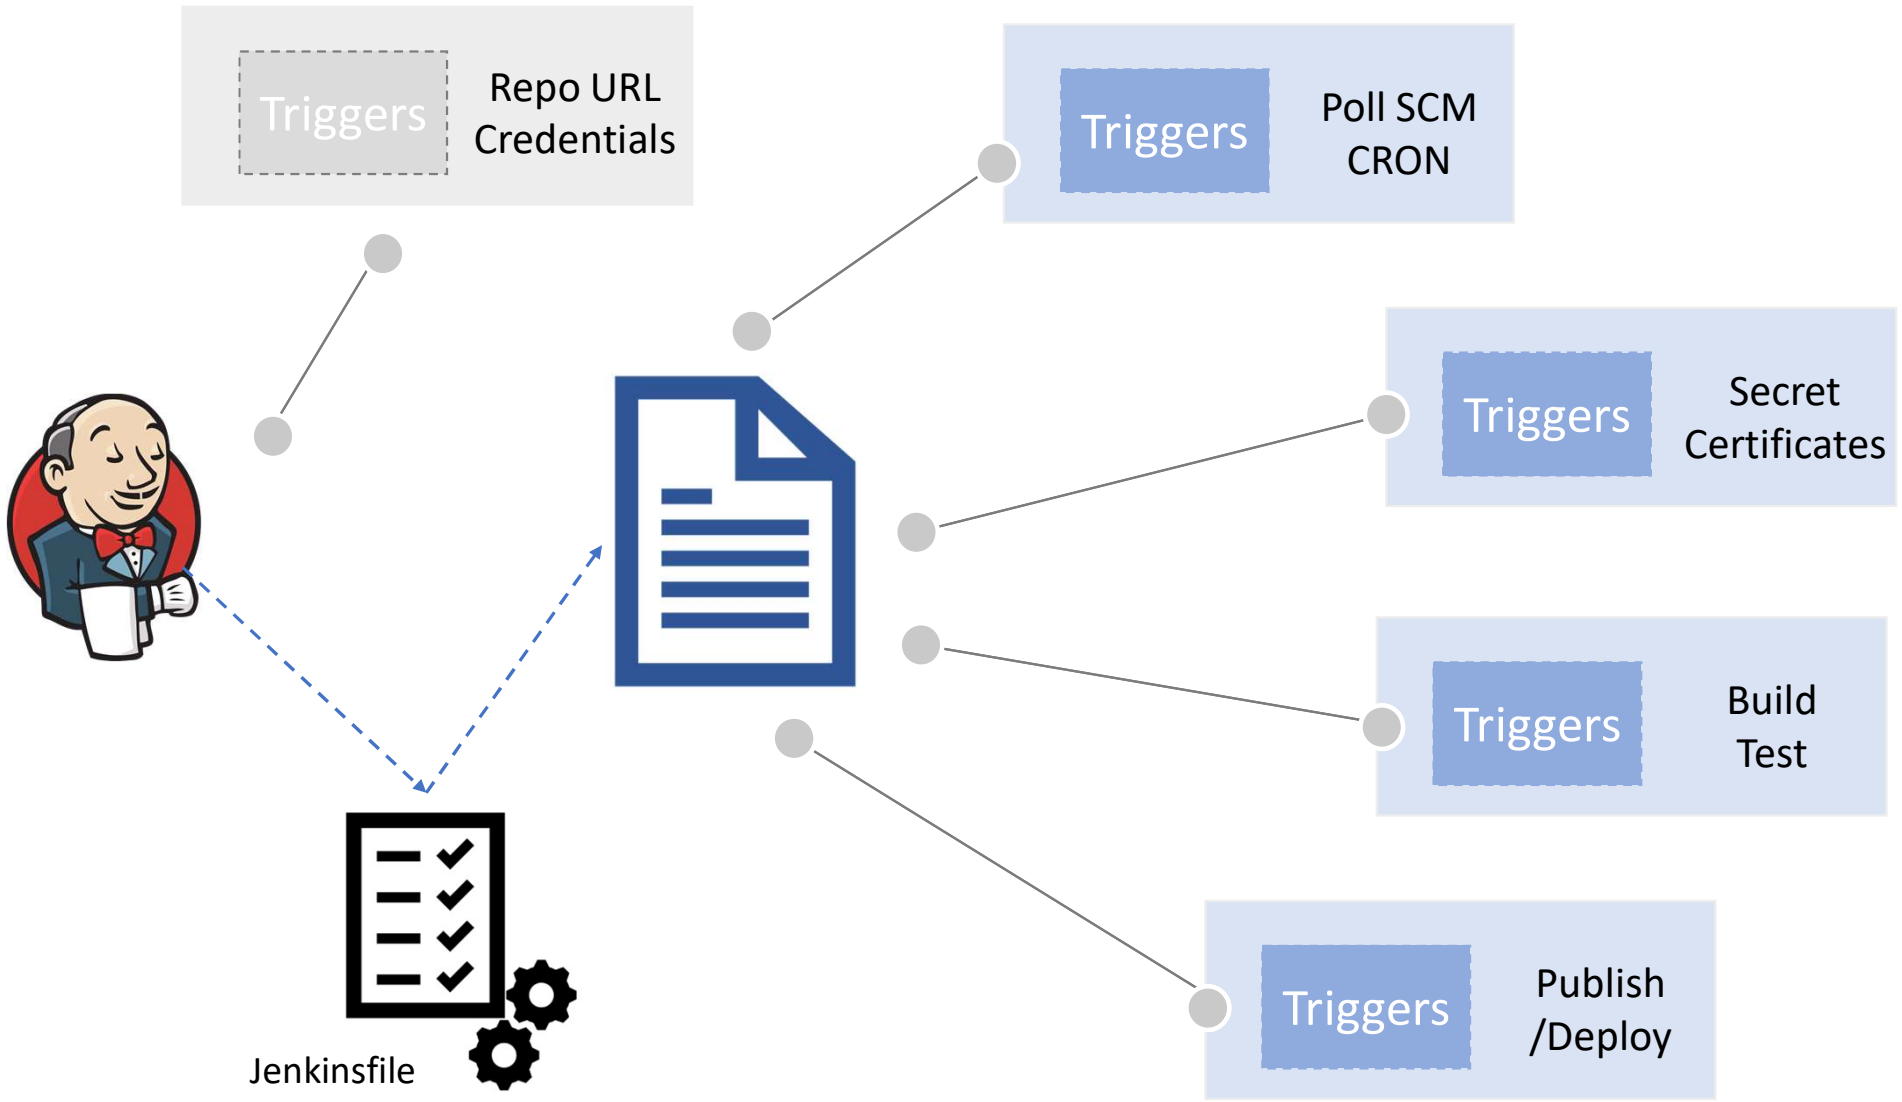 Triggers
Repo URL
Credentials
Triggers
Poll SCM
CRON
Triggers
Secret
Certificates
Triggers
Build
Test
Triggers
Publish
/Deploy
Jenkinsfile